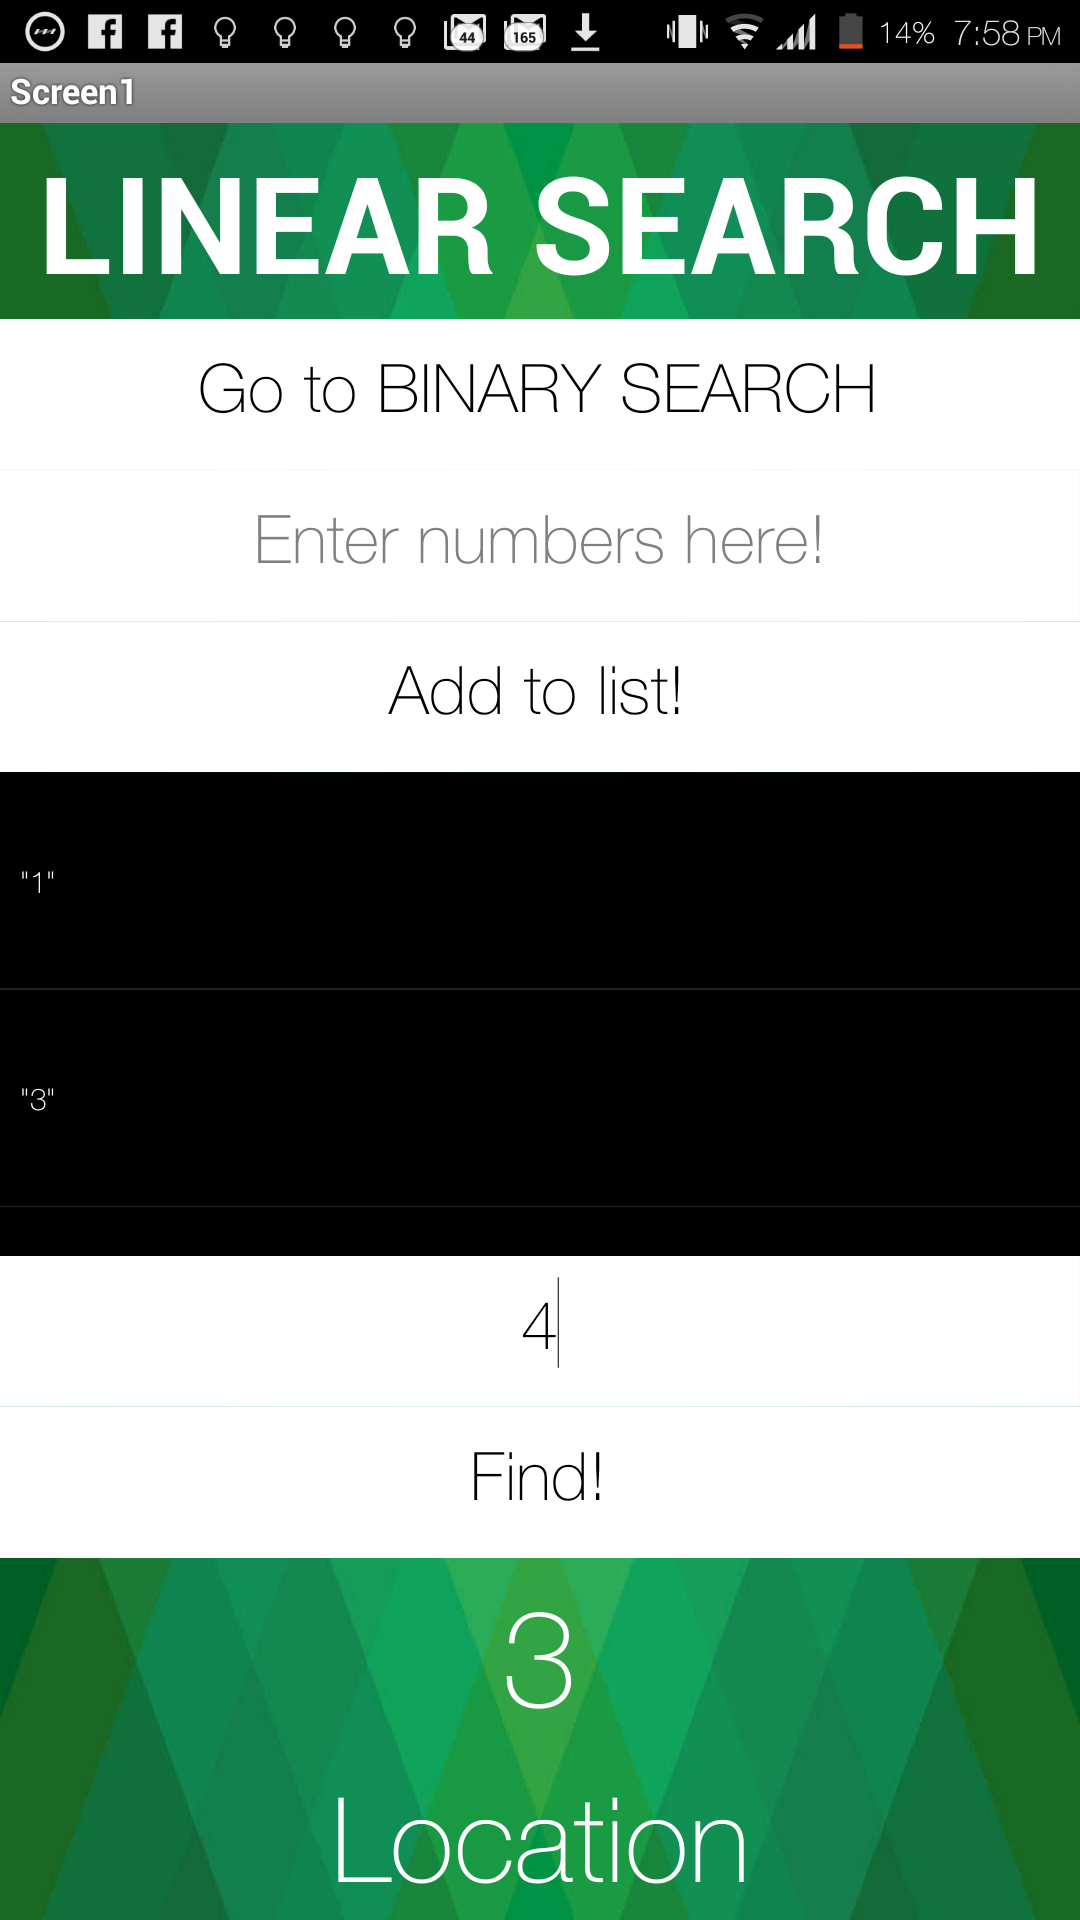 44 165 14% 7:58 PM
Screen1
LINEAR SEARCH
Go to BINARY SEARCH
Enter numbers here!
Add to list!
"1"
"3"
4
Find!
3
Location